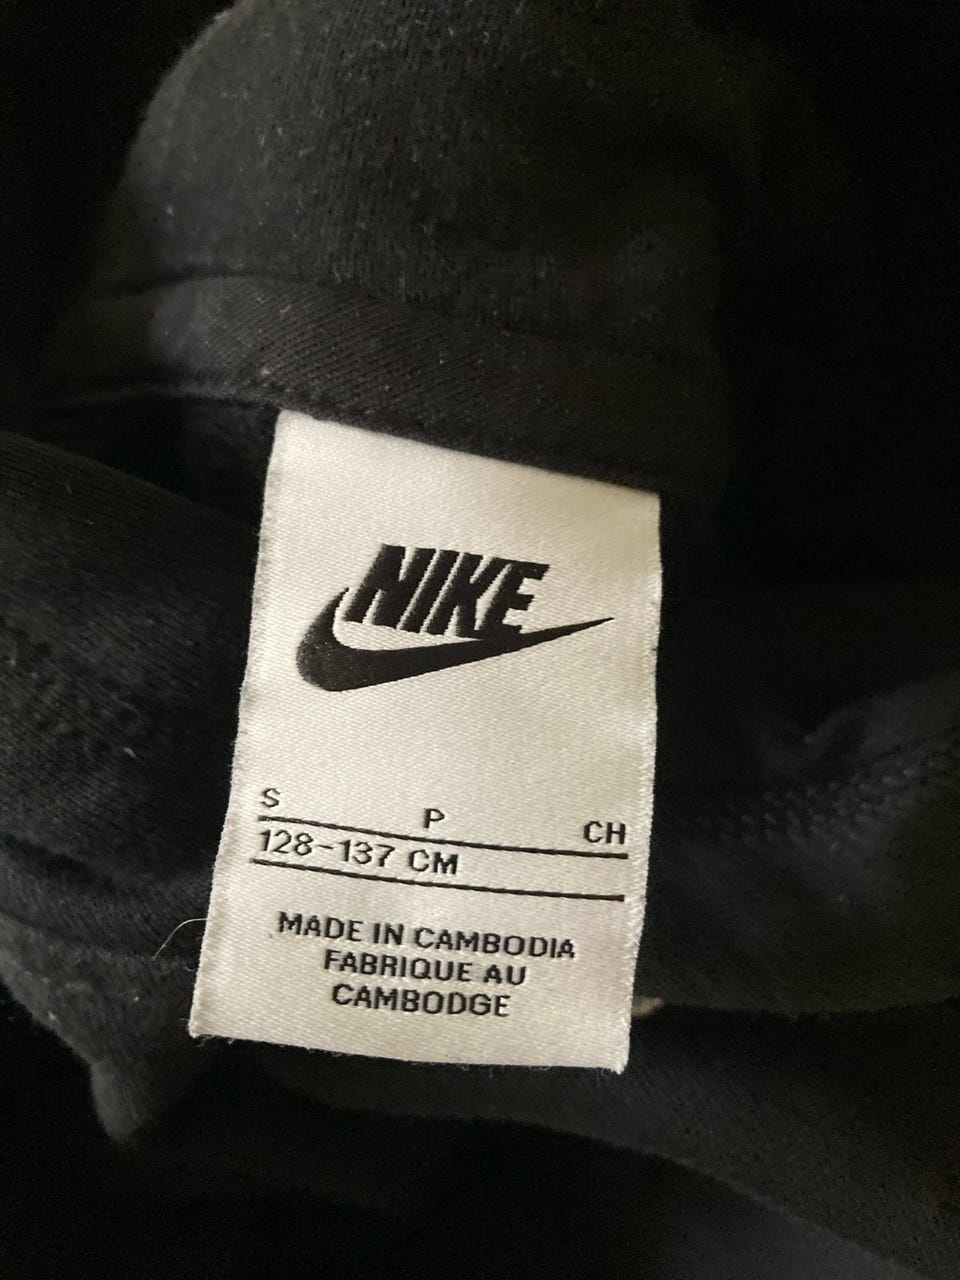 NIKE
S P CH
128-137 CM
MADE IN CAMBODIA
FABRIQUE AU
CAMBODGE